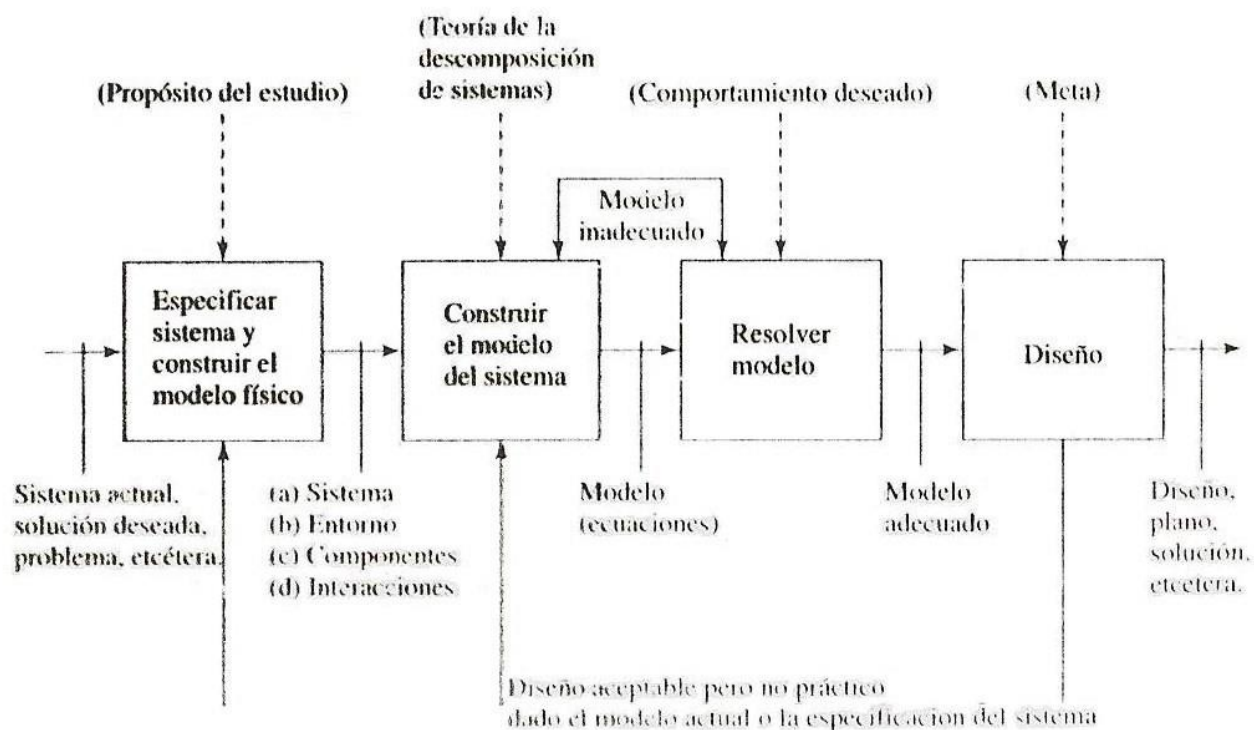 (Teoría de la
descomposición
de sistemas)
(Propósito del estudio)
(Comportamiento deseado)
(Meta)
Modelo
inadecuado
Especificar
sistema y
construir el
modelo físico
Construir
el modelo
del sistema
Resolver
modelo
Diseño
Sistema actual,
solución deseada,
problema, etcétera.
(a) Sistema
(b) Entorno
(c) Componentes
(d) Interacciones
Modelo
(ecuaciones)
Modelo
adecuado
Diseño,
plano,
solución,
etcetera.
Diseño aceptable pero no práctico
dado el modelo actual o la especificacion del sistema